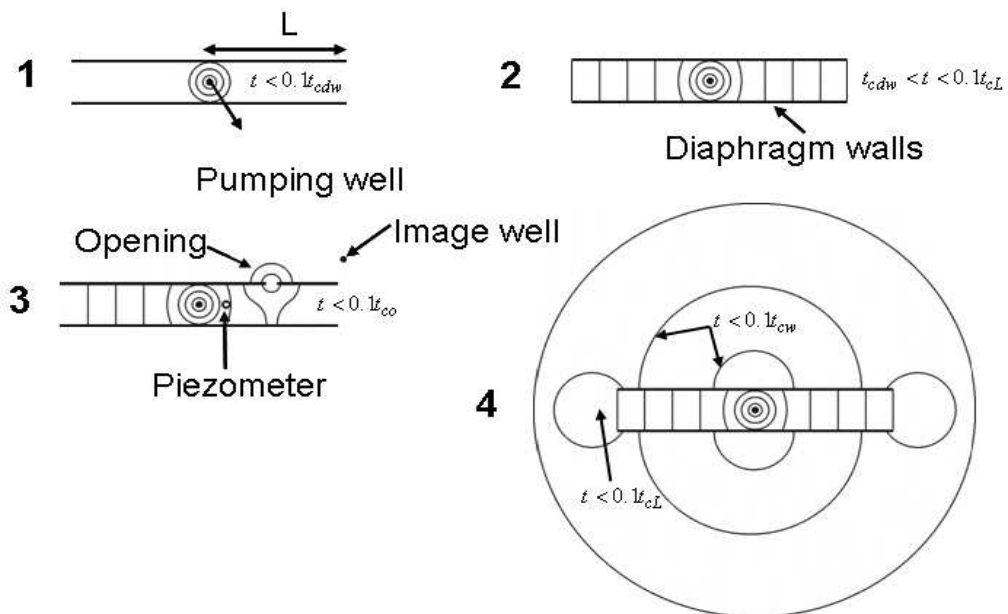 L
1
t < 0.1t_cdw
2
t_cdw < t < 0.1t_cL
Pumping well
Diaphragm walls
Opening
Image well
3
t < 0.1t_co
Piezometer
t < 0.1t_cw
4
t < 0.1t_cL